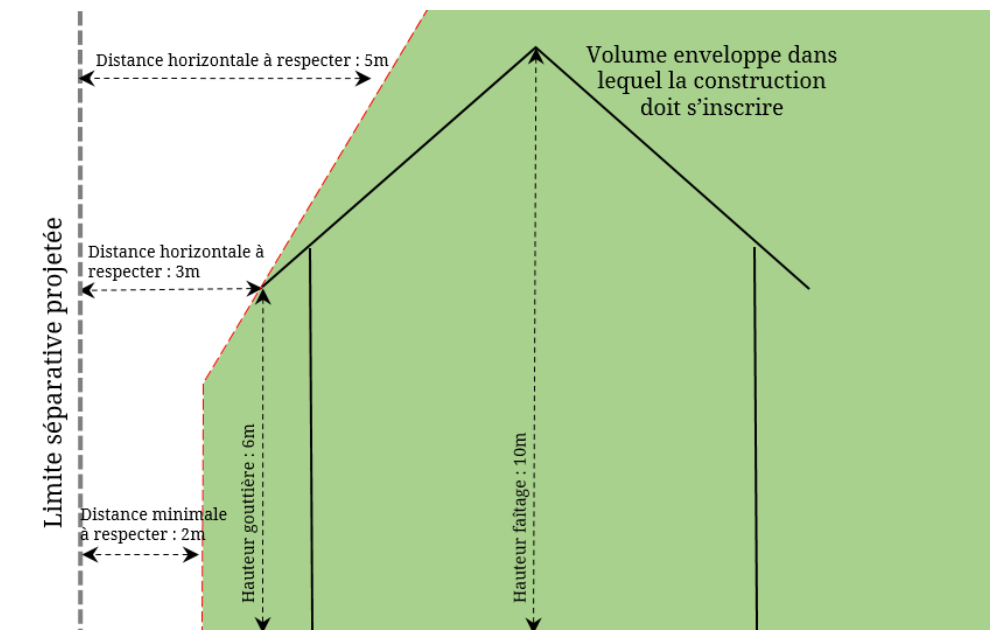 Distance horizontale à respecter : 5m
Volume enveloppe dans
lequel la construction
doit s’inscrire
Limite séparative projetée
Distance horizontale à
respecter : 3m
Hauteur gouttière : 6m
Hauteur faîtage : 10m
Distance minimale
à respecter : 2m